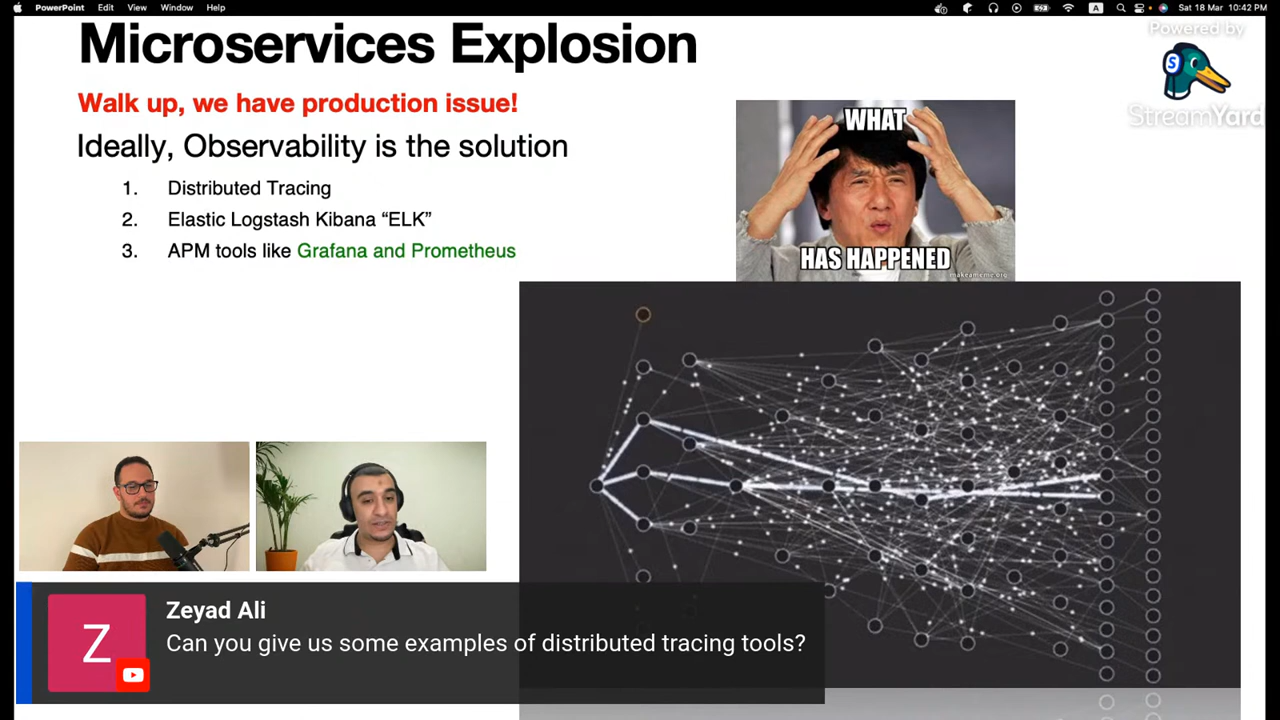 PowerPoint Edit View Window Help
A Sat 18 Mar 10:42 PM
Microservices Explosion
Powered by
S
StreamYard
Walk up, we have production issue!
Ideally, Observability is the solution
1. Distributed Tracing
2. Elastic Logstash Kibana “ELK”
3. APM tools like Grafana and Prometheus
WHAT
HAS HAPPENED
makeameme.org
Z
Zeyad Ali
Can you give us some examples of distributed tracing tools?